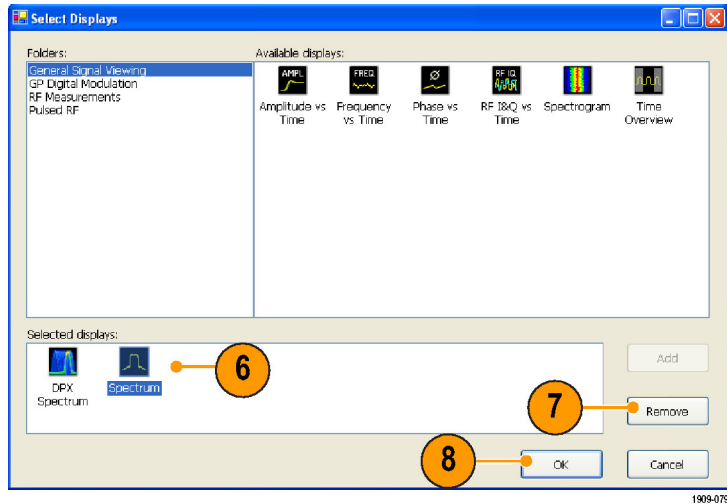 Select Displays
Folders:
General Signal Viewing
GP Digital Modulation
RF Measurements
Pulsed RF
Available displays:
AMPL
FREQ
Ø
RF IQ
Amplitude vs
Time
Frequency
vs Time
Phase vs
Time
RF I&Q vs
Time
Spectrogram
Time
Overview
Selected displays:
DPX
Spectrum
Spectrum
6
Add
7
Remove
8
OK
Cancel
1909-079